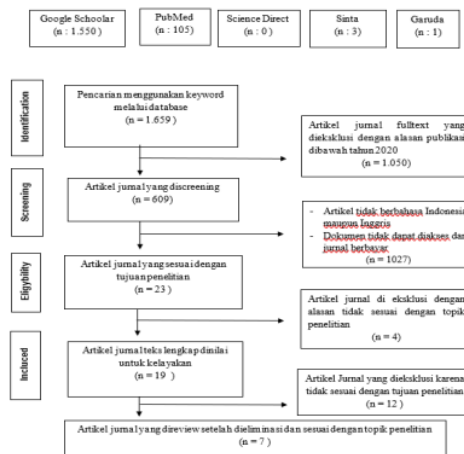 Google Schoolar
(n : 1.550 )
PubMed
(n : 105)
Science Direct
(n : 0 )
Sinta
(n : 3)
Garuda
(n : 1)
Identification
Pencarian menggunakan keyword
melalui database
(n = 1.659 )
Artikel jurnal fulltext yang
dieksklusi dengan alasan publikasi
dibawah tahun 2020
(n = 1.050)
Screening
Artikel jurnal yang discreening
(n = 609)
- Artikel tidak berbahasa Indonesia
maupun Inggris
- Dokumen tidak dapat diakses dan
jurnal berbayar
(n = 1027)
Eligybility
Artikel jurnal yang sesuai dengan
tujuan penelitian
(n = 23 )
Artikel jurnal di eksklusi dengan
alasan tidak sesuai dengan topik
penelitian
(n = 4)
Included
Artikel jurnal teks lengkap dinilai
untuk kelayakan
(n = 19 )
Artikel Jurnal yang dieksklusi karena
tidak sesuai dengan tujuan penelitian
(n = 12 )
Artikel jurnal yang direview setelah dieliminasi dan sesuai dengan topik penelitian
(n = 7 )